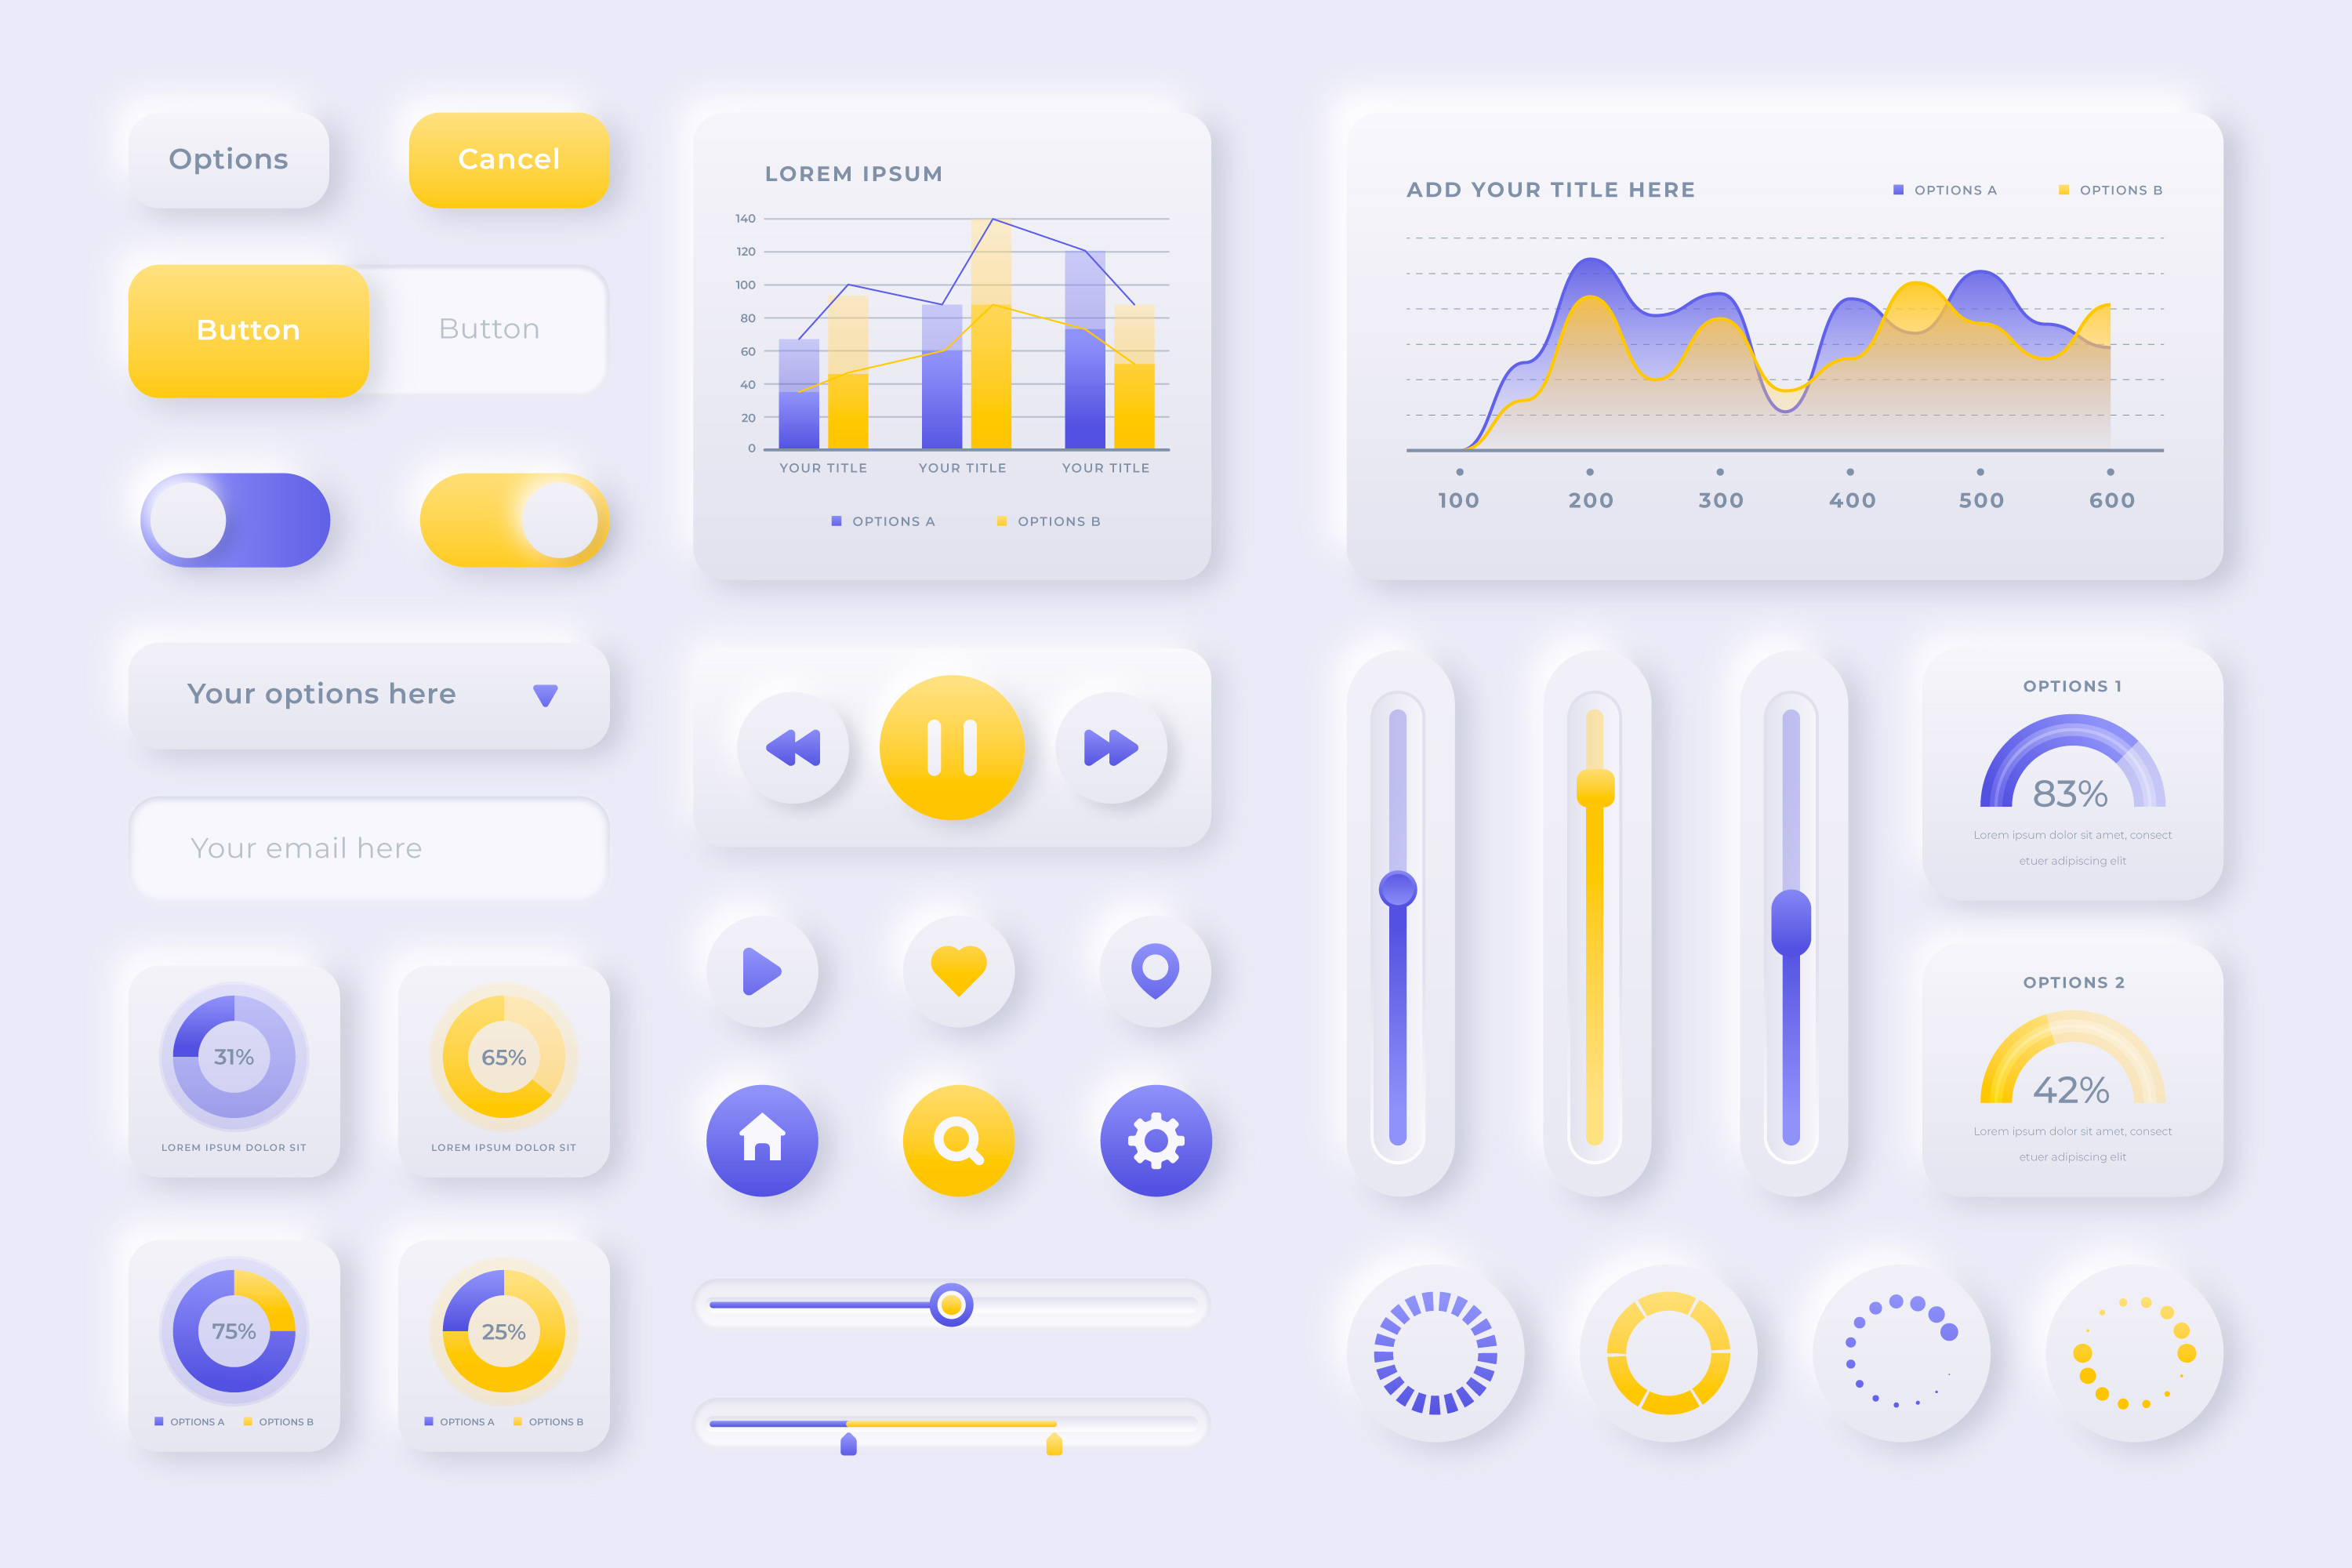 Options
Cancel
Button
Button
Your options here
Your email here
31%
LOREM IPSUM DOLOR SIT
65%
LOREM IPSUM DOLOR SIT
75%
OPTIONS A
OPTIONS B
25%
OPTIONS A
OPTIONS B
LOREM IPSUM
140
120
100
80
60
40
20
0
YOUR TITLE
YOUR TITLE
YOUR TITLE
OPTIONS A
OPTIONS B
ADD YOUR TITLE HERE
OPTIONS A
OPTIONS B
100
200
300
400
500
600
OPTIONS 1
83%
Lorem ipsum dolor sit amet, consect
etuer adipiscing elit
OPTIONS 2
42%
Lorem ipsum dolor sit amet, consect
etuer adipiscing elit